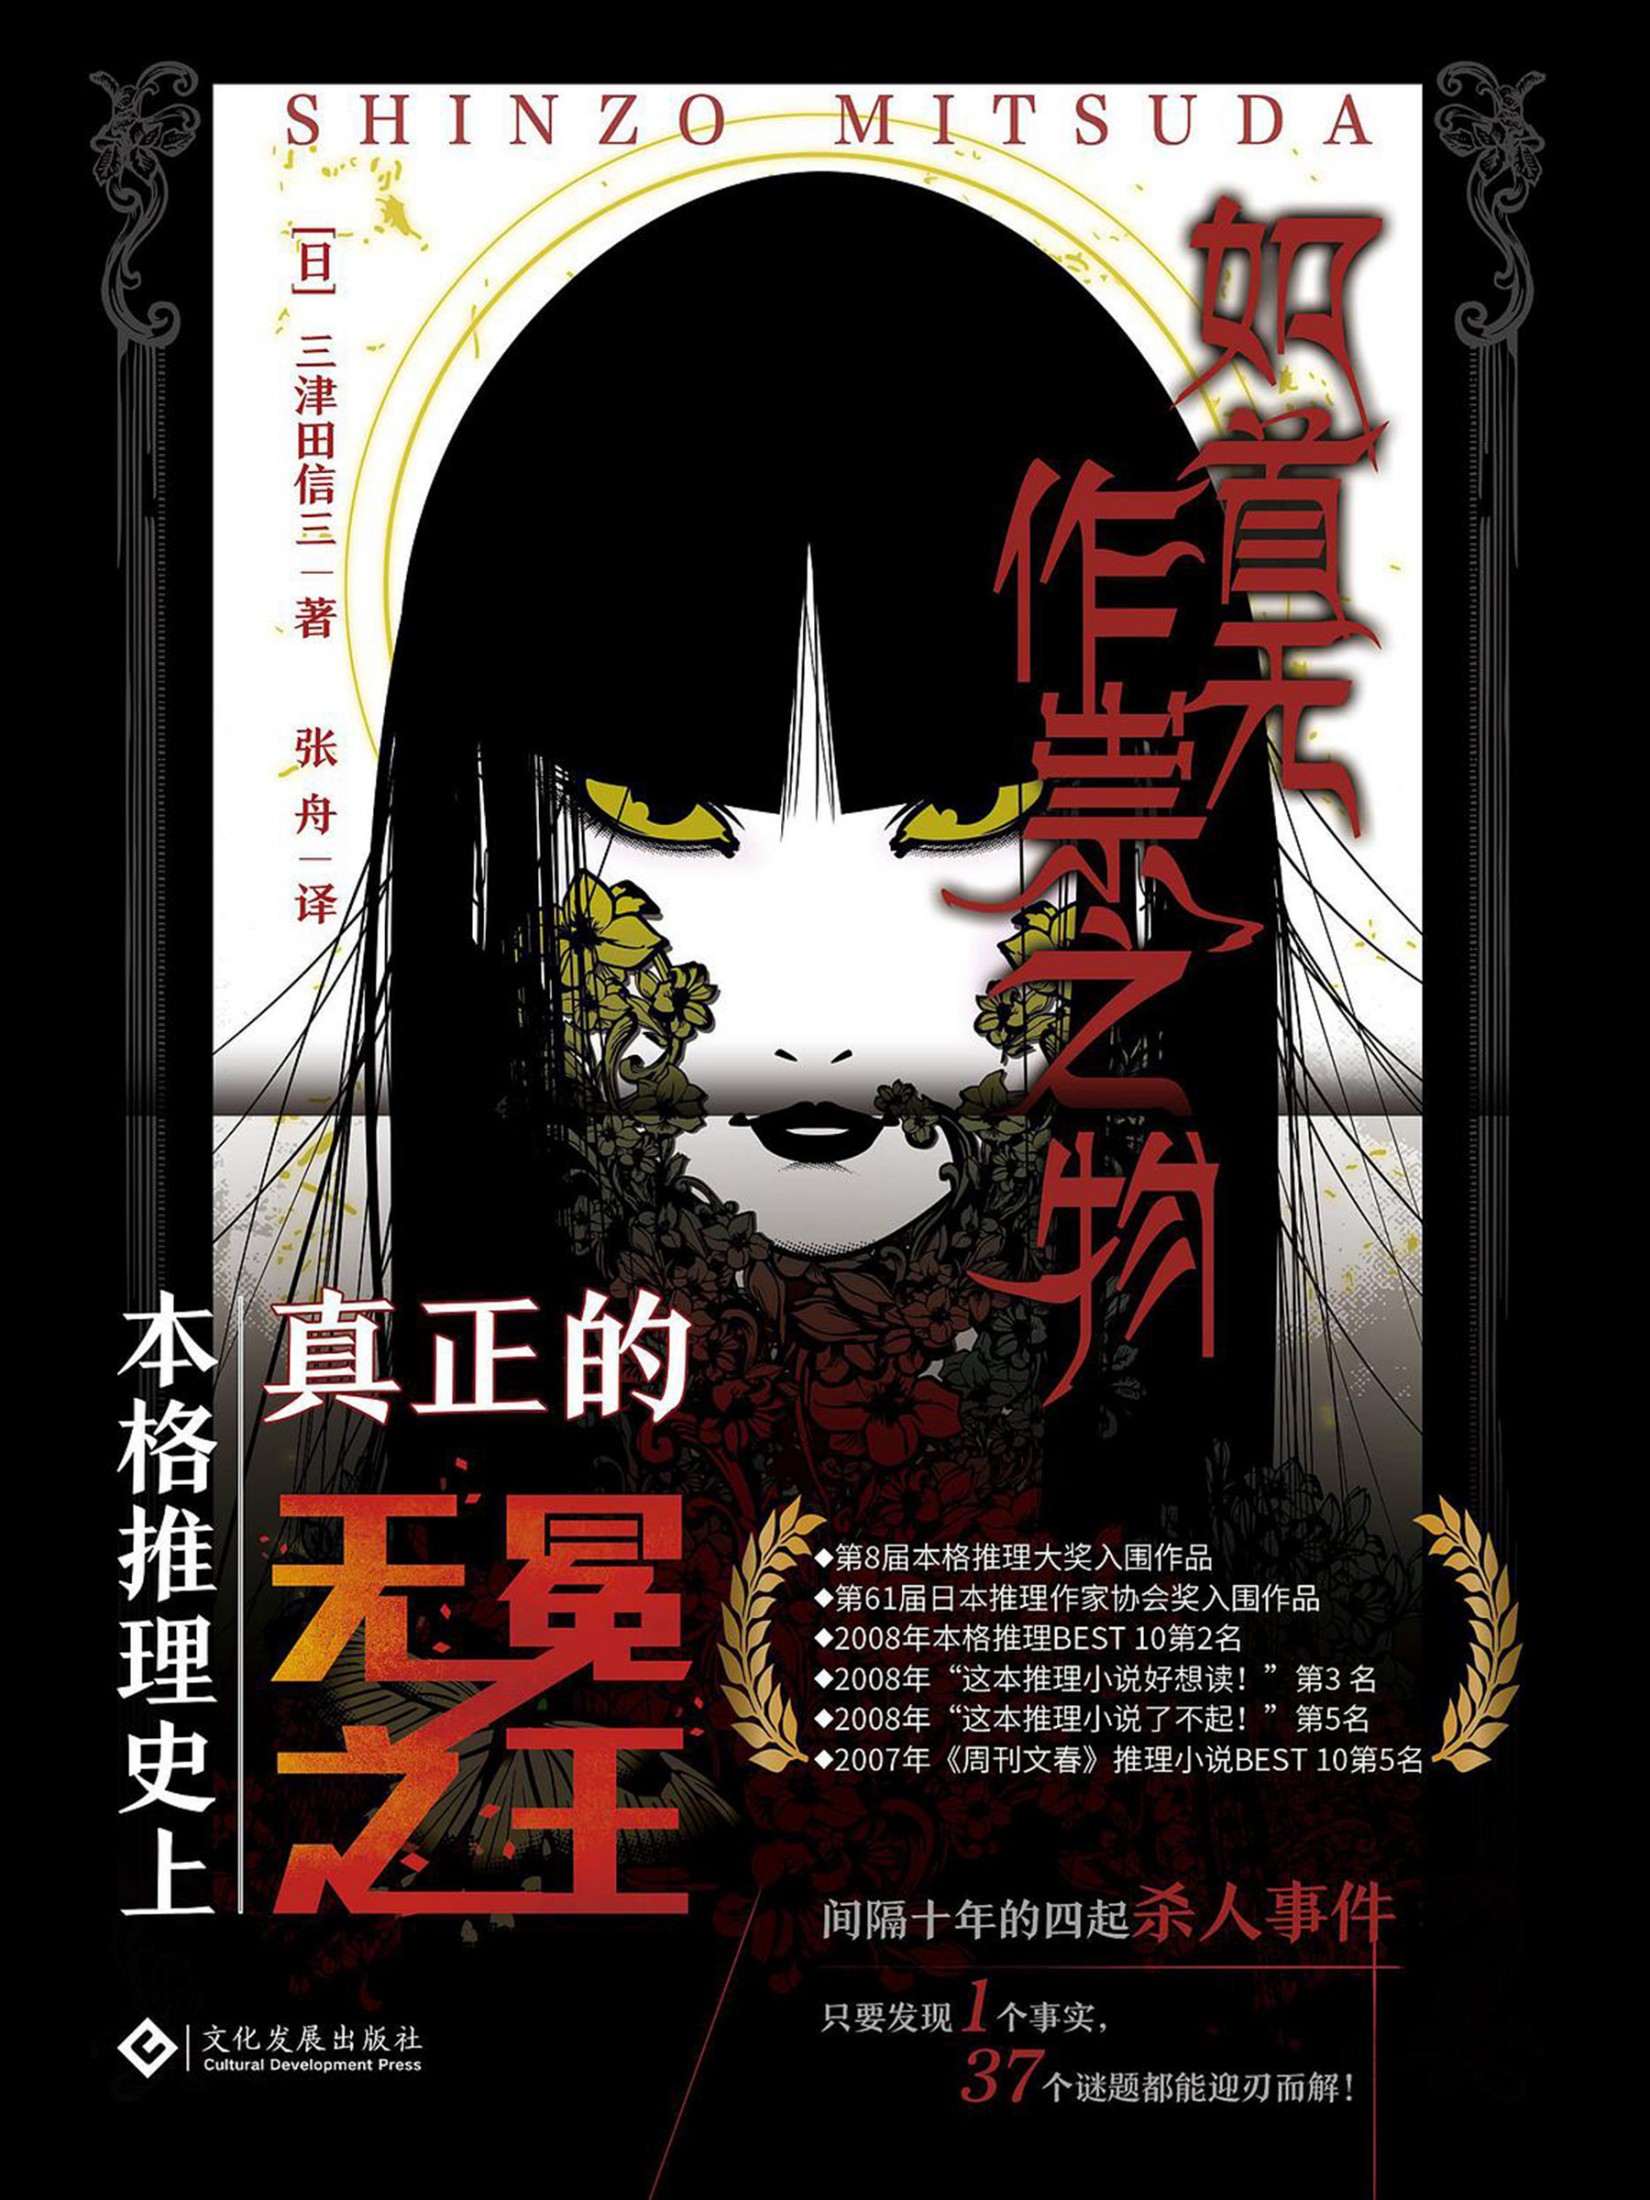 SHINZO MITSUDA
如首无
作祟之物
[日] 三津田信三|著 张舟|译
本格推理史上
真正的
无冕
之王
◆第8届本格推理大奖入围作品
◆第61届日本推理作家协会奖入围作品
◆2008年本格推理BEST 10第2名
◆2008年“这本推理小说好想读！”第3名
◆2008年“这本推理小说了不起！”第5名
◆2007年《周刊文春》推理小说BEST 10第5名
间隔十年的四起杀人事件
只要发现1个事实，
37个谜题都能迎刃而解！
文化发展出版社
Cultural Development Press